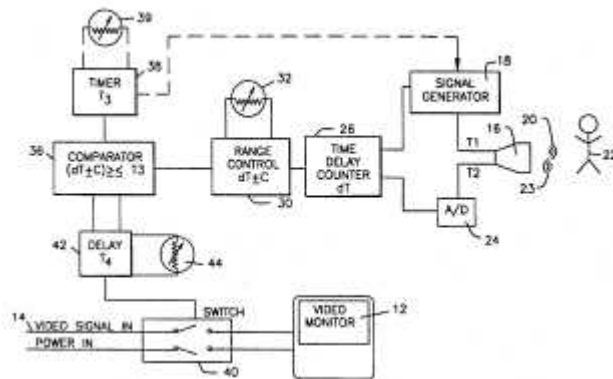 39
TIMER
T3
38
32
SIGNAL
GENERATOR
18
36
COMPARATOR
(dT±C)≥≤ T3
RANGE
CONTROL
dT±C
30
26
TIME
DELAY
COUNTER
dT
T1
T2
16
20
23
22
A/D
24
42
DELAY
T4
44
14
VIDEO SIGNAL IN
POWER IN
SWITCH
40
VIDEO
MONITOR
12